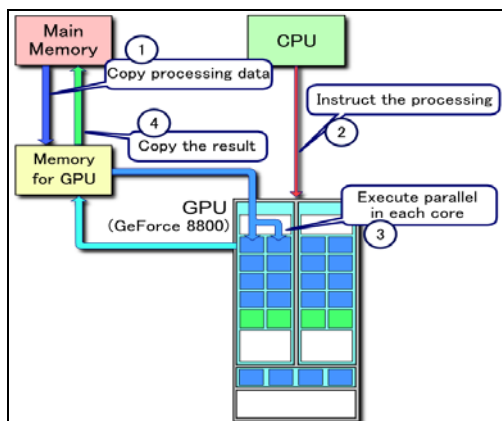 Main
Memory
1
Copy processing data
CPU
Instruct the processing
2
4
Copy the result
Memory
for GPU
GPU
(GeForce 8800)
Execute parallel
in each core
3